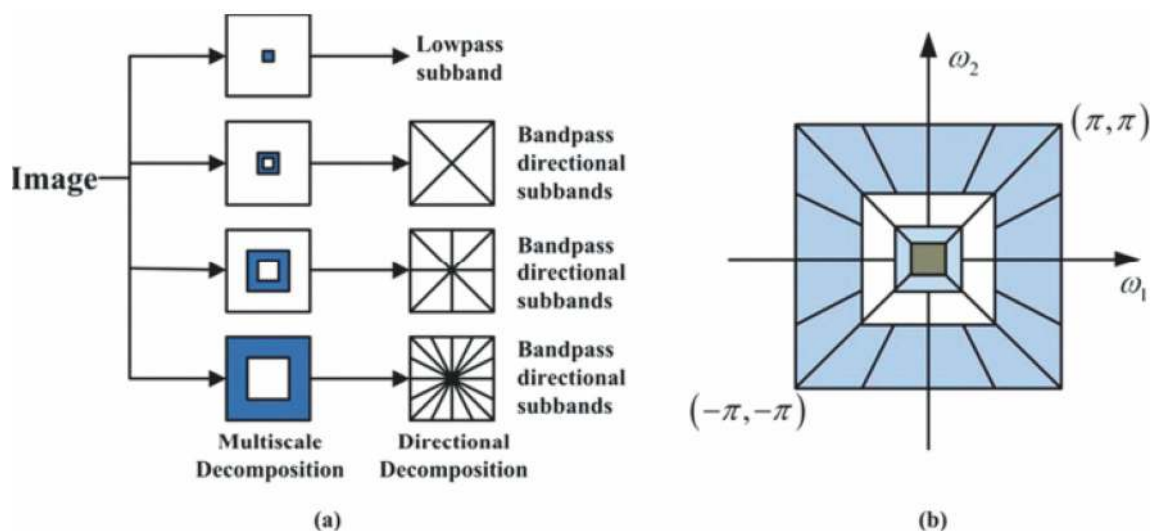 Lowpass
subband
Image
Bandpass
directional
subbands
Bandpass
directional
subbands
Bandpass
directional
subbands
Multiscale
Decomposition
Directional
Decomposition
(a)
ω₂
(π, π)
ω₁
(−π, −π)
(b)